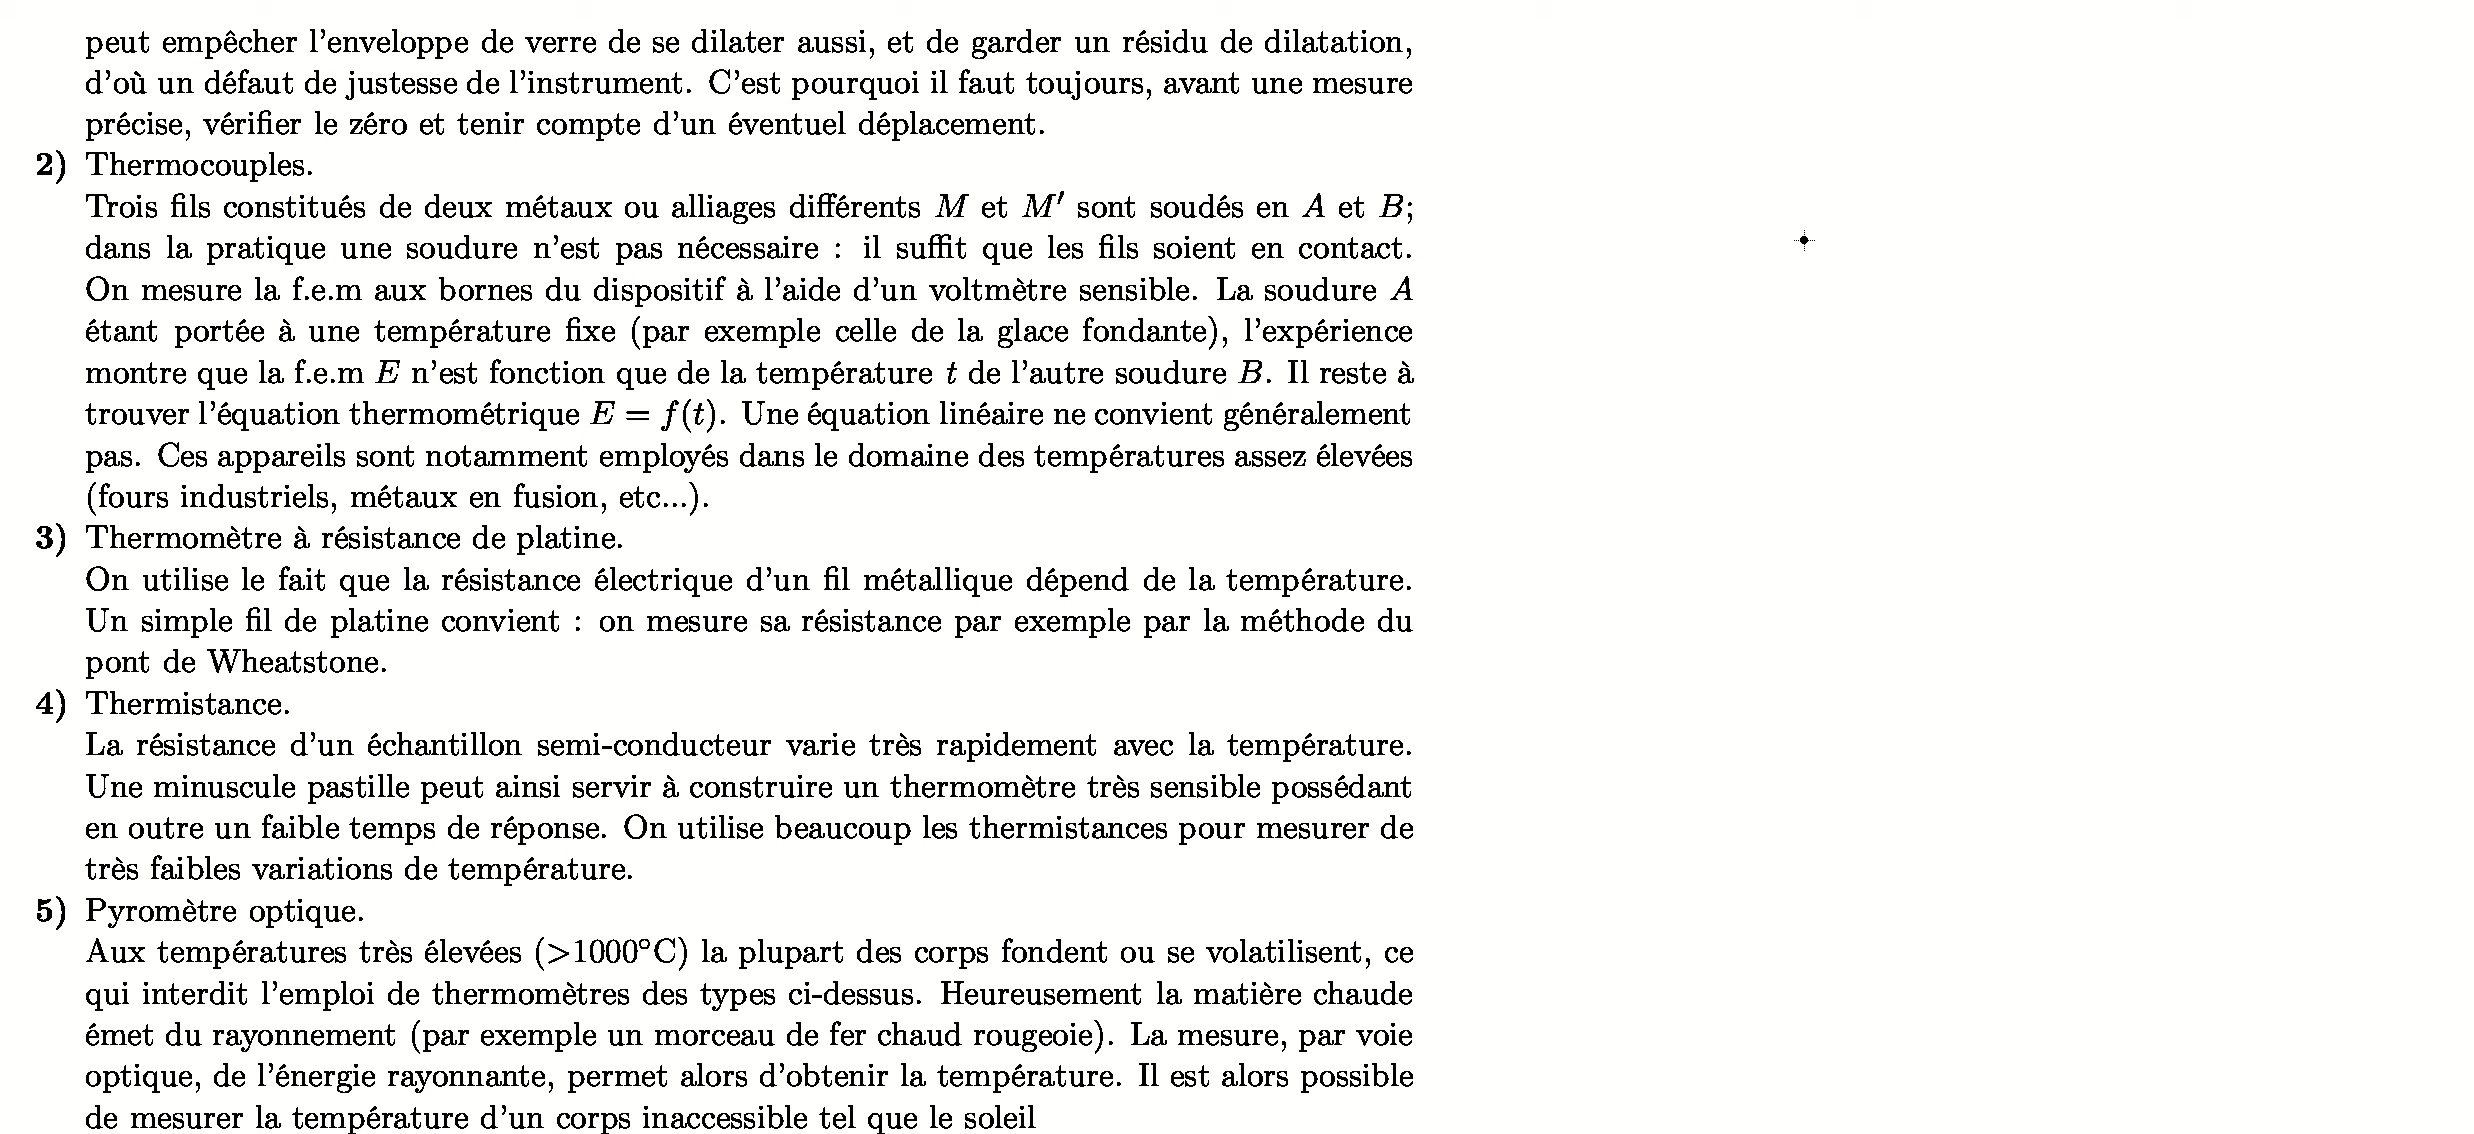 peut empêcher l'enveloppe de verre de se dilater aussi, et de garder un résidu de dilatation,
d'où un défaut de justesse de l'instrument. C'est pourquoi il faut toujours, avant une mesure
précise, vérifier le zéro et tenir compte d'un éventuel déplacement.
2) Thermocouples.
Trois fils constitués de deux métaux ou alliages différents M et M′ sont soudés en A et B;
dans la pratique une soudure n'est pas nécessaire : il suffit que les fils soient en contact.
On mesure la f.e.m aux bornes du dispositif à l'aide d'un voltmètre sensible. La soudure A
étant portée à une température fixe (par exemple celle de la glace fondante), l'expérience
montre que la f.e.m E n'est fonction que de la température t de l'autre soudure B. Il reste à
trouver l'équation thermométrique E = f(t). Une équation linéaire ne convient généralement
pas. Ces appareils sont notamment employés dans le domaine des températures assez élevées
(fours industriels, métaux en fusion, etc...).
3) Thermomètre à résistance de platine.
On utilise le fait que la résistance électrique d'un fil métallique dépend de la température.
Un simple fil de platine convient : on mesure sa résistance par exemple par la méthode du
pont de Wheatstone.
4) Thermistance.
La résistance d'un échantillon semi-conducteur varie très rapidement avec la température.
Une minuscule pastille peut ainsi servir à construire un thermomètre très sensible possédant
en outre un faible temps de réponse. On utilise beaucoup les thermistances pour mesurer de
très faibles variations de température.
5) Pyromètre optique.
Aux températures très élevées (>1000°C) la plupart des corps fondent ou se volatilisent, ce
qui interdit l'emploi de thermomètres des types ci-dessus. Heureusement la matière chaude
émet du rayonnement (par exemple un morceau de fer chaud rougeoie). La mesure, par voie
optique, de l'énergie rayonnante, permet alors d'obtenir la température. Il est alors possible
de mesurer la température d'un corps inaccessible tel que le soleil